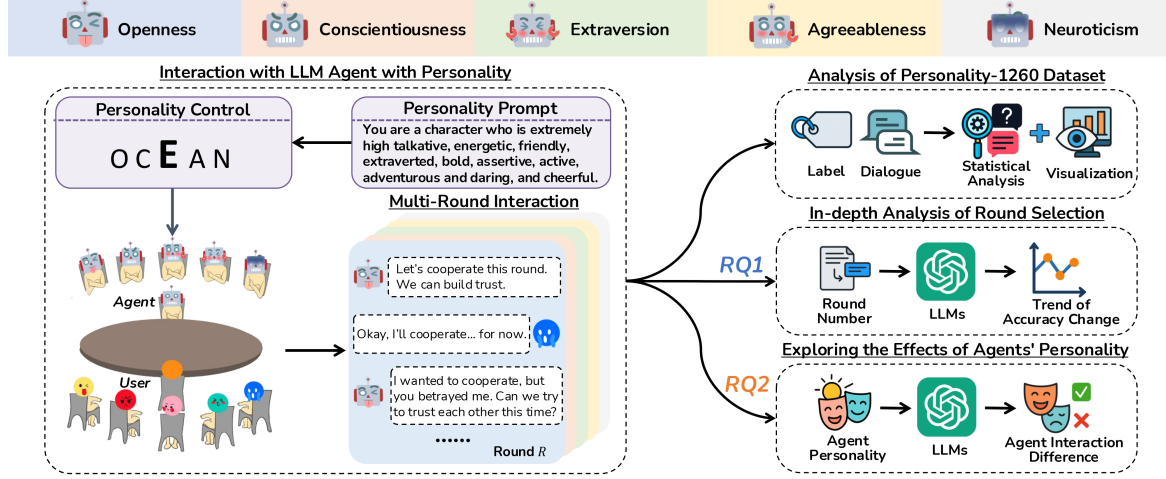 Openness
Conscientiousness
Extraversion
Agreeableness
Neuroticism
Interaction with LLM Agent with Personality
Personality Control
O C E A N
Personality Prompt
You are a character who is extremely
high talkative, energetic, friendly,
extraverted, bold, assertive, active,
adventurous and daring, and cheerful.
Agent
User
Multi-Round Interaction
Let's cooperate this round.
We can build trust.
Okay, I'll cooperate... for now.
I wanted to cooperate, but
you betrayed me. Can we try
to trust each other this time?
......
Round R
RQ1
RQ2
Analysis of Personality-1260 Dataset
Label
Dialogue
?
Statistical
Analysis
Visualization
In-depth Analysis of Round Selection
Round
Number
LLMs
Trend of
Accuracy Change
Exploring the Effects of Agents' Personality
Agent
Personality
LLMs
Agent Interaction
Difference